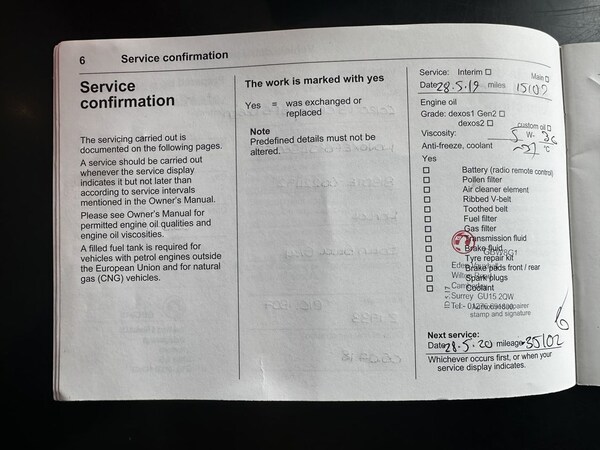 6 Service confirmation
Service
confirmation
The servicing carried out is
documented on the following pages.
A service should be carried out
whenever the service display
indicates it but not later than
according to service intervals
mentioned in the Owner's Manual.
Please see Owner's Manual for
permitted engine oil qualities and
engine oil viscosities.
A filled fuel tank is required for
vehicles with petrol engines outside
the European Union and for natural
gas (CNG) vehicles.
The work is marked with yes
Yes = was exchanged or
replaced
Note
Predefined details must not be
altered.
Service: Interim ☐ Main ☐
Date 28.5.19 miles 15102
Engine oil
Grade: dexos1 Gen2 ☐
dexos2 ☐ custom oil ☐
Viscosity: 5 W- 30
Anti-freeze, coolant -27 °C
Yes
☐ Battery (radio remote control)
☐ Pollen filter
☐ Air cleaner element
☐ Ribbed V-belt
☐ Toothed belt
☐ Fuel filter
☐ Gas filter
☐ Transmission fluid
☐ Brake fluid
☐ Tyre repair kit
☐ Brake pads front / rear
☐ Spark plugs
☐ Coolant
Surrey GU15 2QW
Tel:- 01276
stamp and signature
Next service:
Date 28.5.20 mileage 35102
Whichever occurs first, or when your
service display indicates.